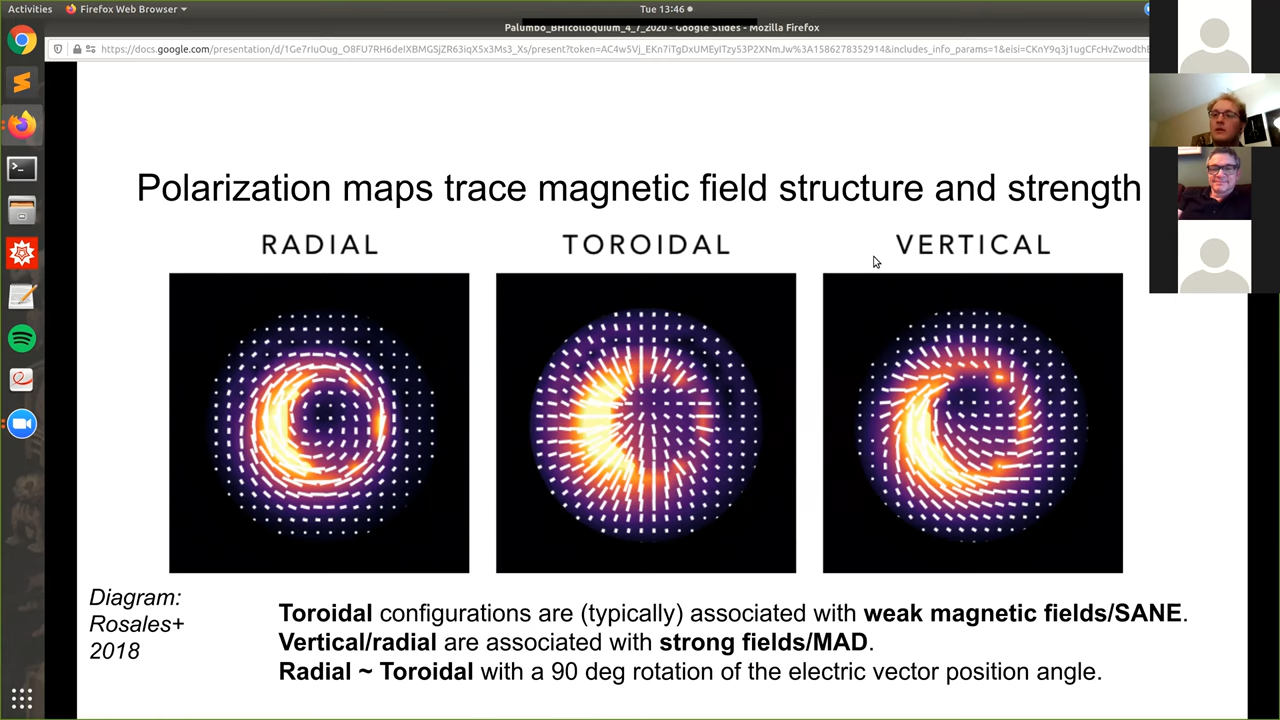 Activities Firefox Web Browser Tue 13:46
Palumbo_BHIcolloquium_4_7_2020 - Google Slides - Mozilla Firefox
Polarization maps trace magnetic field structure and strength
RADIAL TOROIDAL VERTICAL
Diagram:
Rosales+
2018
Toroidal configurations are (typically) associated with weak magnetic fields/SANE.
Vertical/radial are associated with strong fields/MAD.
Radial ~ Toroidal with a 90 deg rotation of the electric vector position angle.